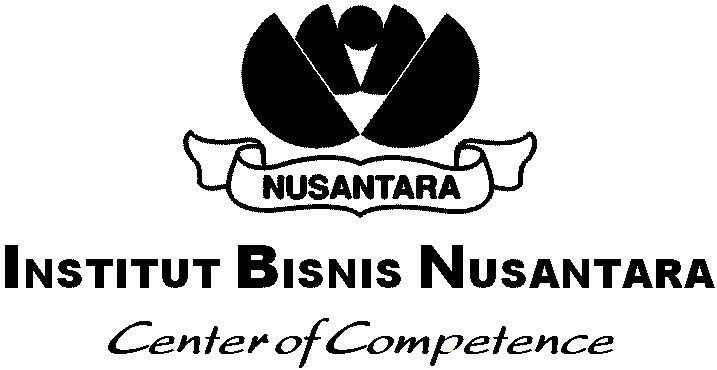 NUSANTARA
INSTITUT BISNIS NUSANTARA
Center of Competence